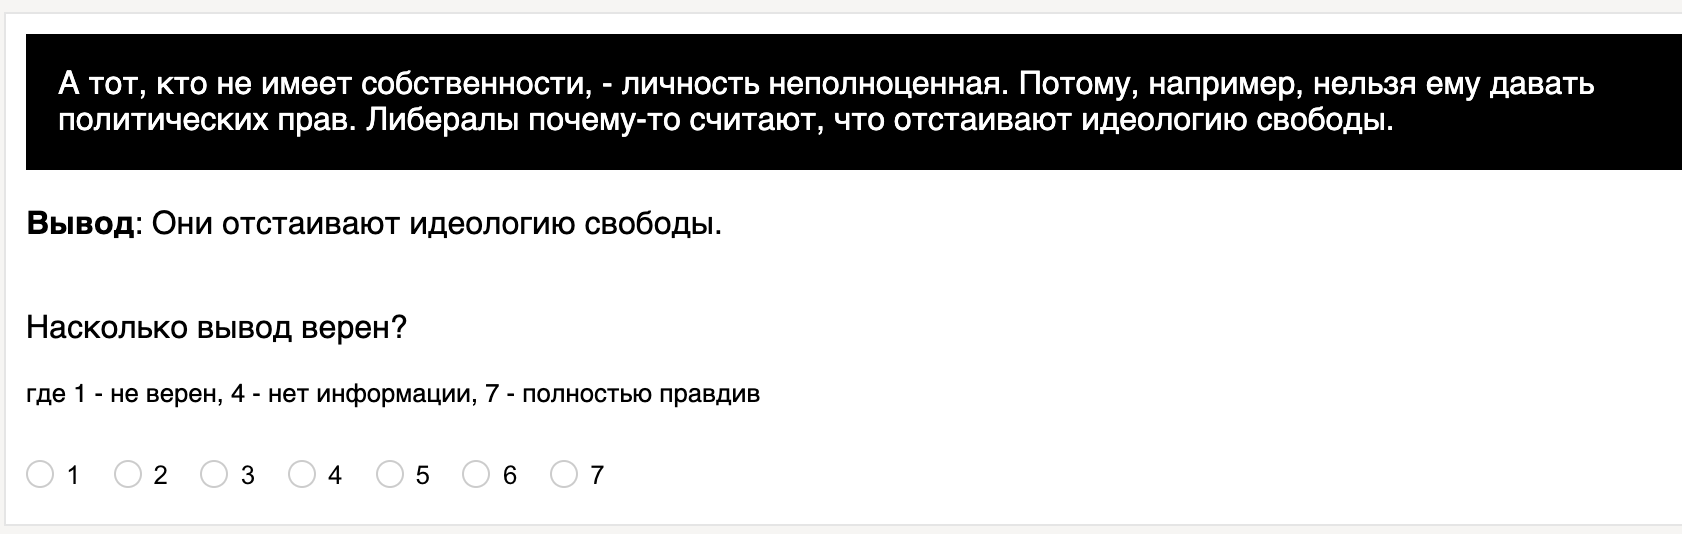 А тот, кто не имеет собственности, - личность неполноценная. Потому, например, нельзя ему давать
политических прав. Либералы почему-то считают, что отстаивают идеологию свободы.
Вывод: Они отстаивают идеологию свободы.
Насколько вывод верен?
где 1 - не верен, 4 - нет информации, 7 - полностью правдив
1 2 3 4 5 6 7